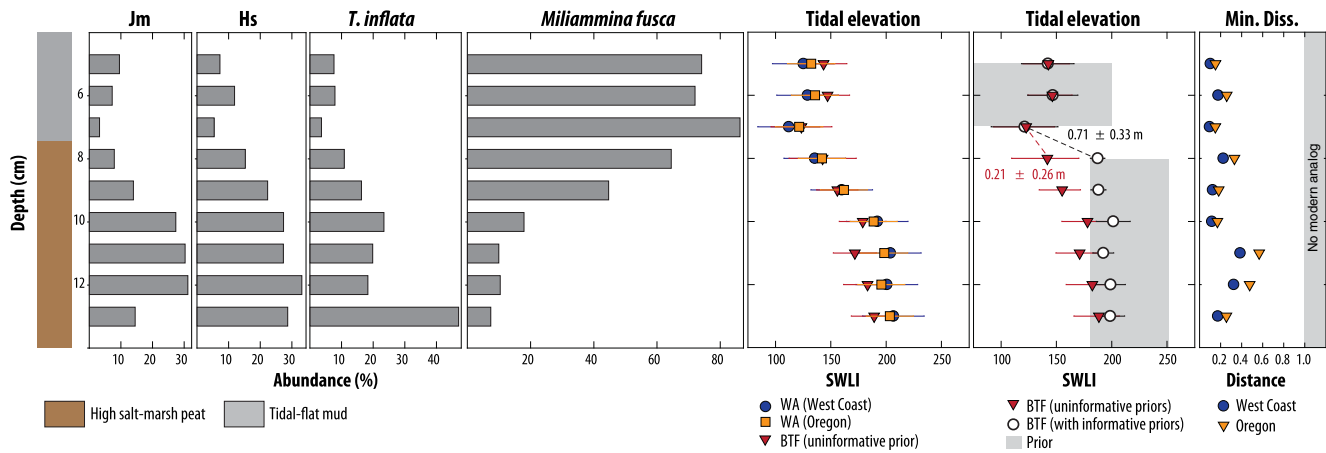 Jm Hs T. inflata Miliammina fusca Tidal elevation Tidal elevation Min. Diss.
Depth (cm)
6
8
10
12
0.71 ± 0.33 m
0.21 ± 0.26 m
No modern analog
10 20 30 10 20 30 10 20 30 40 20 40 60 80 100 150 200 250 100 150 200 250 0.2 0.4 0.6 0.8 1.0
Abundance (%) SWLI SWLI Distance
High salt-marsh peat Tidal-flat mud
WA (West Coast)
WA (Oregon)
BTF (uninformative prior)
BTF (uninformative priors)
BTF (with informative priors)
Prior
West Coast
Oregon